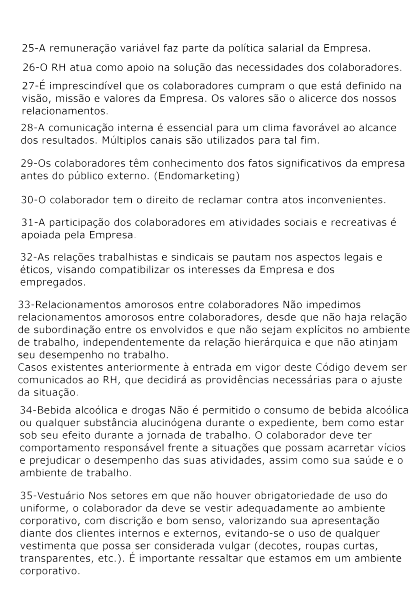 25-A remuneração variável faz parte da política salarial da Empresa.
26-O RH atua como apoio na solução das necessidades dos colaboradores.
27-É imprescindível que os colaboradores cumpram o que está definido na
visão, missão e valores da Empresa. Os valores são o alicerce dos nossos
relacionamentos.
28-A comunicação interna é essencial para um clima favorável ao alcance
dos resultados. Múltiplos canais são utilizados para tal fim.
29-Os colaboradores têm conhecimento dos fatos significativos da empresa
antes do público externo. (Endomarketing)
30-O colaborador tem o direito de reclamar contra atos inconvenientes.
31-A participação dos colaboradores em atividades sociais e recreativas é
apoiada pela Empresa.
32-As relações trabalhistas e sindicais se pautam nos aspectos legais e
éticos, visando compatibilizar os interesses da Empresa e dos
empregados.
33-Relacionamentos amorosos entre colaboradores Não impedimos
relacionamentos amorosos entre colaboradores, desde que não haja relação
de subordinação entre os envolvidos e que não sejam explícitos no ambiente
de trabalho, independentemente da relação hierárquica e que não atinjam
seu desempenho no trabalho.
Casos existentes anteriormente à entrada em vigor deste Código devem ser
comunicados ao RH, que decidirá as providências necessárias para o ajuste
da situação.
34-Bebida alcoólica e drogas Não é permitido o consumo de bebida alcoólica
ou qualquer substância alucinógena durante o expediente, bem como estar
sob seu efeito durante a jornada de trabalho. O colaborador deve ter
comportamento responsável frente a situações que possam acarretar vícios
e prejudicar o desempenho das suas atividades, assim como sua saúde e o
ambiente de trabalho.
35-Vestuário Nos setores em que não houver obrigatoriedade de uso do
uniforme, o colaborador da deve se vestir adequadamente ao ambiente
corporativo, com discrição e bom senso, valorizando sua apresentação
diante dos clientes internos e externos, evitando-se o uso de qualquer
vestimenta que possa ser considerada vulgar (decotes, roupas curtas,
transparentes, etc.). É importante ressaltar que estamos em um ambiente
corporativo.